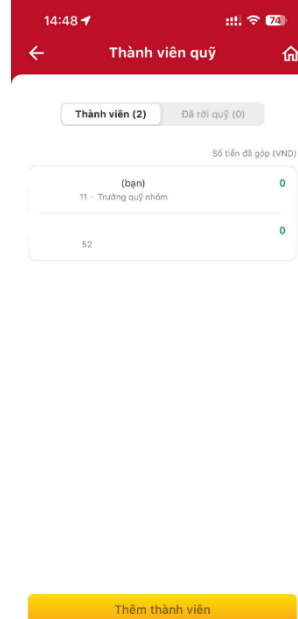 14:48
74
Thành viên quỹ
Thành viên (2)
Đã rời quỹ (0)
Số tiền đã góp (VND)
(bạn)
0
11 - Trưởng quỹ nhóm
0
52
Thêm thành viên